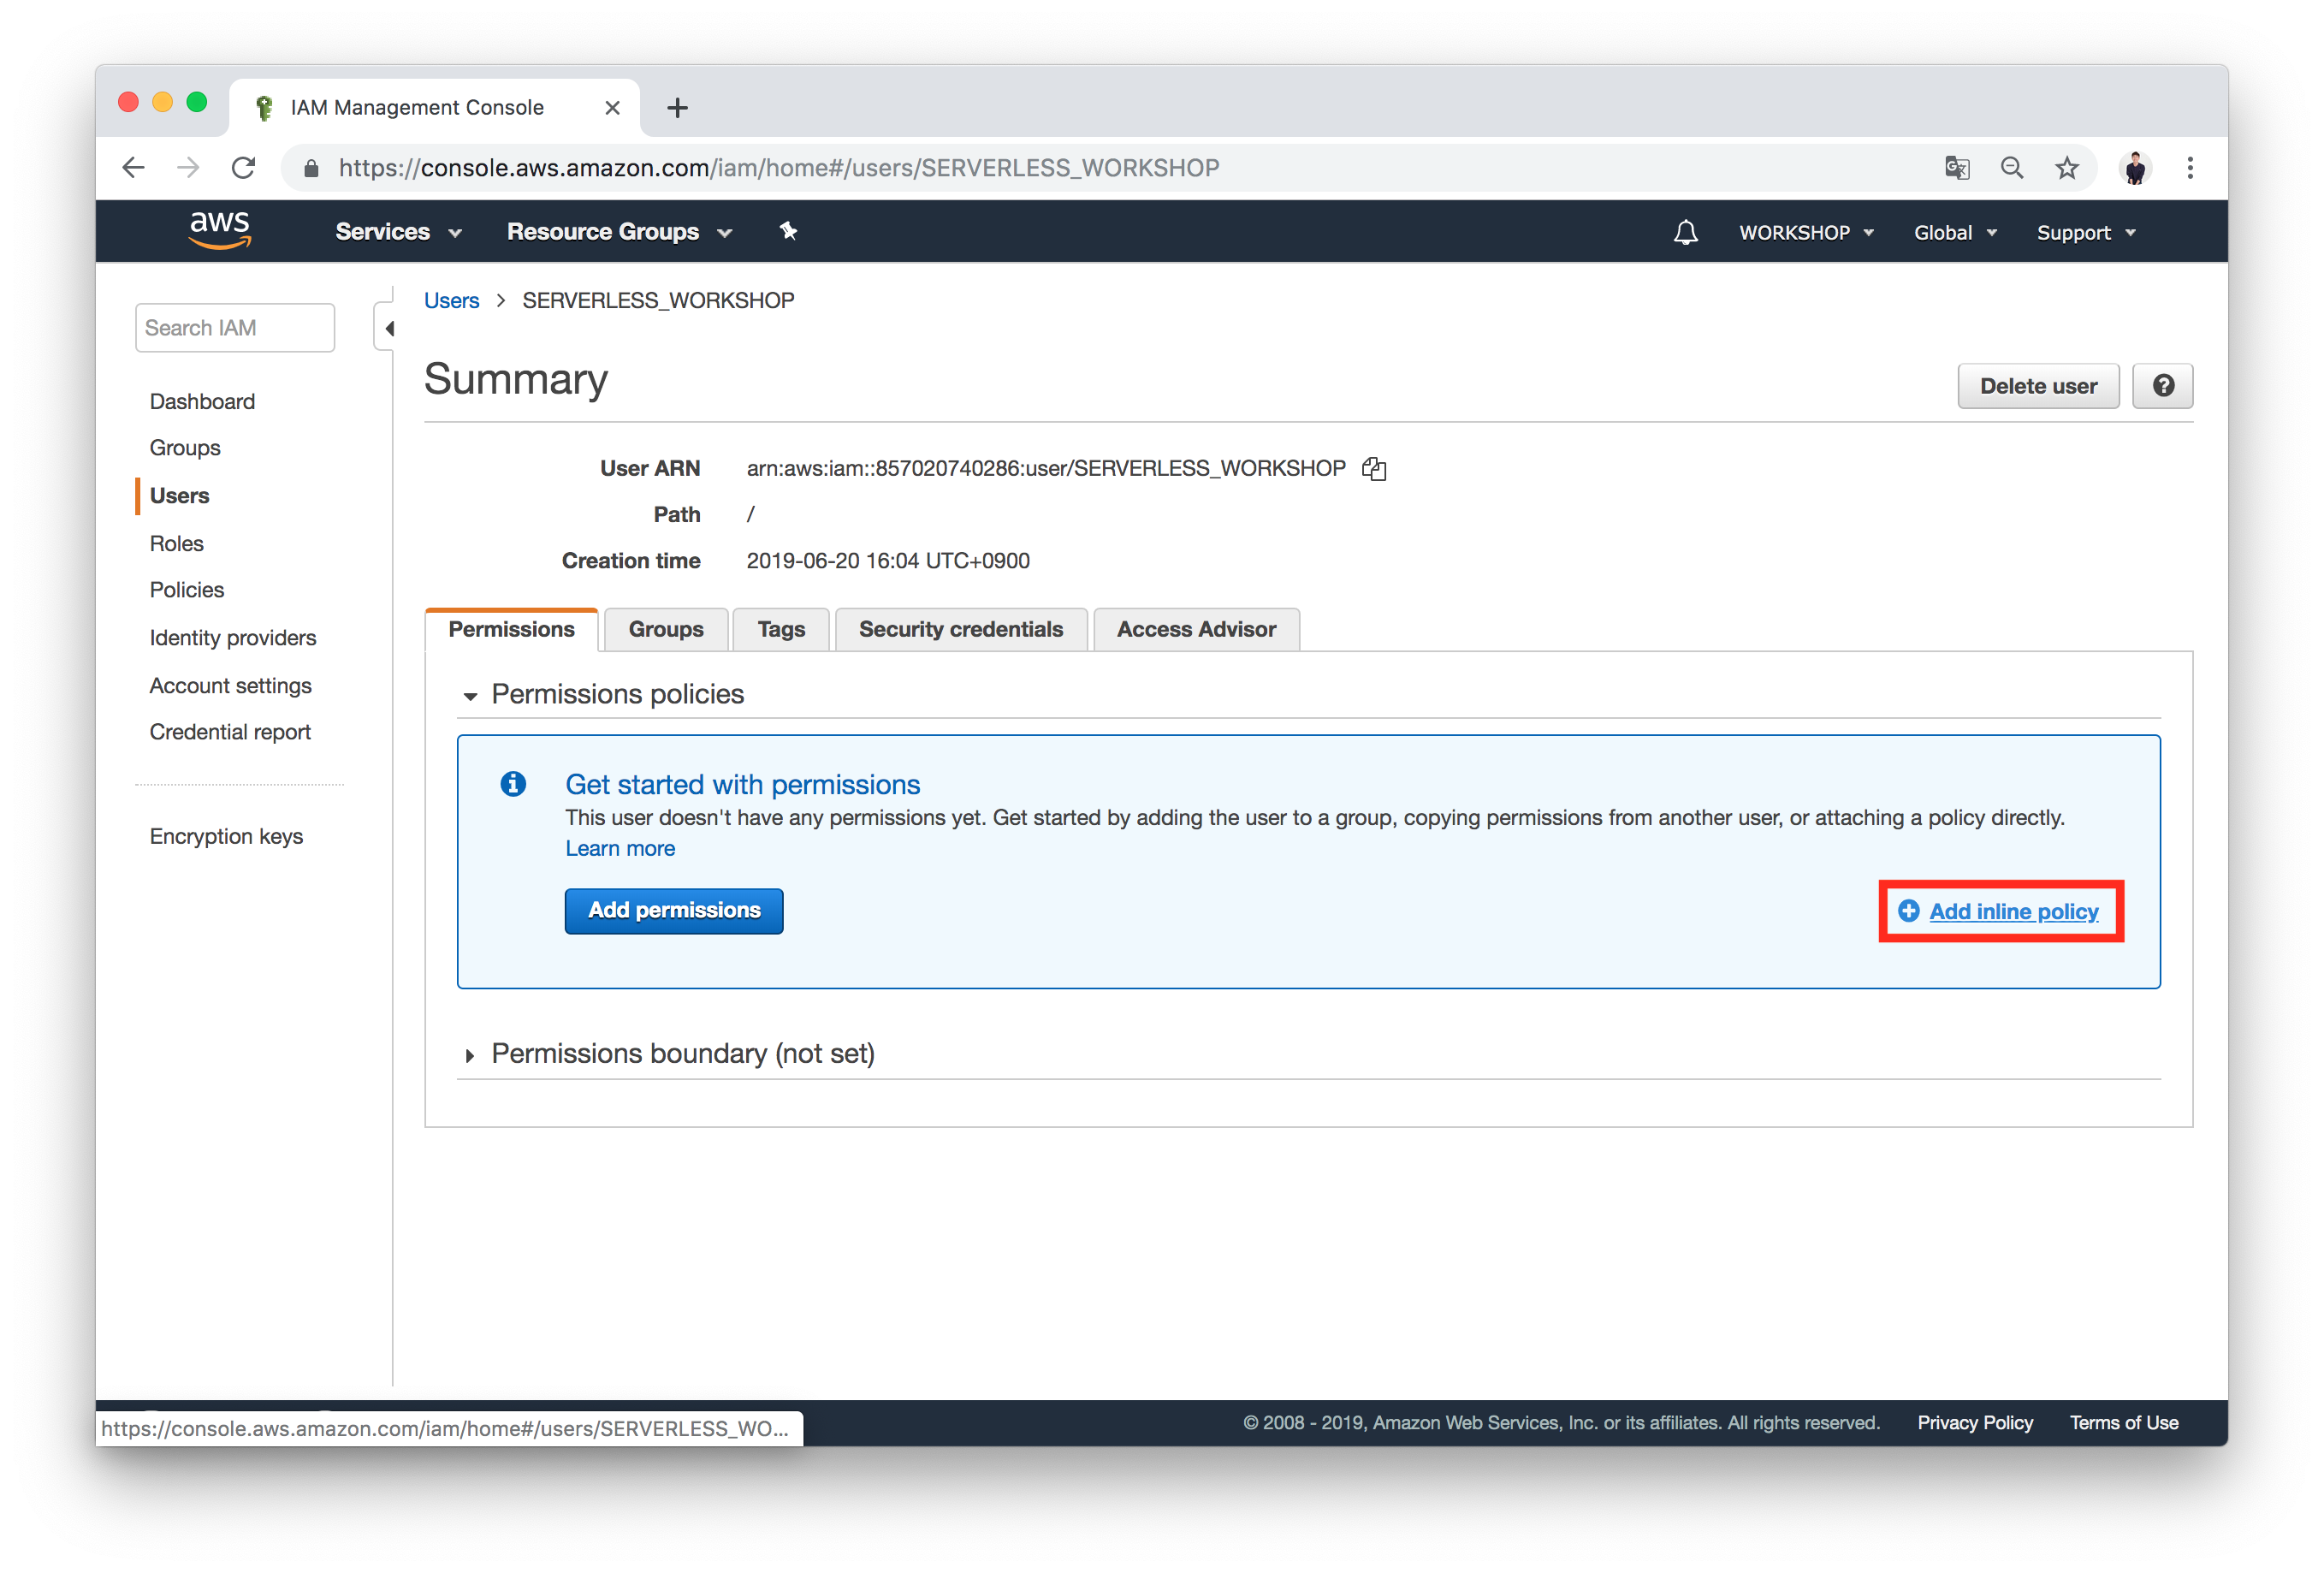 IAM Management Console
https://console.aws.amazon.com/iam/home#/users/SERVERLESS_WORKSHOP
aws Services Resource Groups WORKSHOP Global Support
Search IAM
Dashboard
Groups
Users
Roles
Policies
Identity providers
Account settings
Credential report
Encryption keys
Users > SERVERLESS_WORKSHOP
Summary
Delete user
User ARN arn:aws:iam::857020740286:user/SERVERLESS_WORKSHOP
Path /
Creation time 2019-06-20 16:04 UTC+0900
Permissions Groups Tags Security credentials Access Advisor
Permissions policies
Get started with permissions
This user doesn't have any permissions yet. Get started by adding the user to a group, copying permissions from another user, or attaching a policy directly.
Learn more
Add permissions
Add inline policy
Permissions boundary (not set)
https://console.aws.amazon.com/iam/home#/users/SERVERLESS_WO...
© 2008 - 2019, Amazon Web Services, Inc. or its affiliates. All rights reserved. Privacy Policy Terms of Use